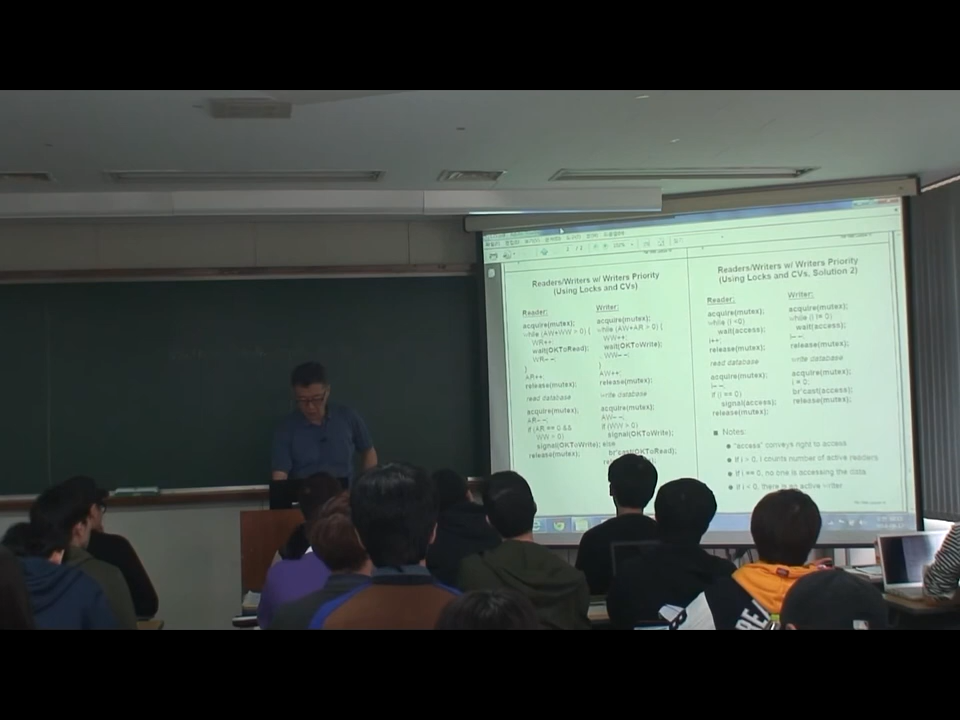 Readers/Writers w/ Writers Priority
(Using Locks and CVs)
Reader:
acquire(mutex);
while (AW+WW > 0) {
WR++;
wait(OKToRead);
WR--;
}
AR++;
release(mutex);
read database
acquire(mutex);
AR--;
if (AR == 0 &&
WW > 0)
signal(OKToWrite);
release(mutex);
Writer:
acquire(mutex);
while (AW+AR > 0) {
WW++;
wait(OKToWrite);
WW--;
}
AW++;
release(mutex);
write database
acquire(mutex);
AW--;
if (WW > 0)
signal(OKToWrite);
else
br'cast(OKToRead);
Readers/Writers w/ Writers Priority
(Using Locks and CVs, Solution 2)
Reader:
acquire(mutex);
while (i <0)
wait(access);
i++;
release(mutex);
read database
acquire(mutex);
i--;
if (i == 0)
signal(access);
release(mutex);
Writer:
acquire(mutex);
while (i != 0)
wait(access);
i--;
release(mutex);
write database
acquire(mutex);
i = 0;
br'cast(access);
release(mutex);
■ Notes:
● "access" conveys right to access
● If i > 0, i counts number of active readers
● If i == 0, no one is accessing the data
● If i < 0, there is an active writer